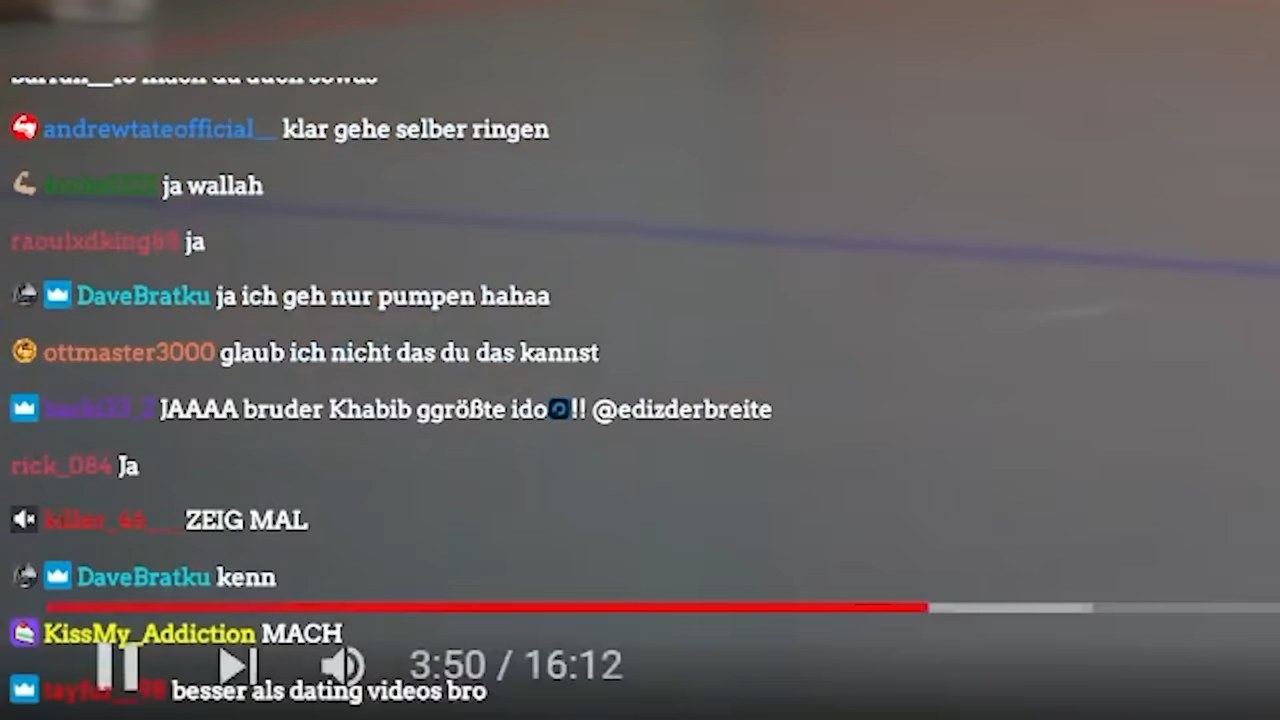 andrewtateofficial__ klar gehe selber ringen
ja wallah
ja
DaveBratku ja ich geh nur pumpen hahaa
ottmaster3000 glaub ich nicht das du das kannst
JAAAA bruder Khabib ggrößte ido !! @edizderbreite
rick_084 Ja
killer_46___ ZEIG MAL
DaveBratku kenn
KissMy_Addiction MACH
3:50 / 16:12
besser als dating videos bro